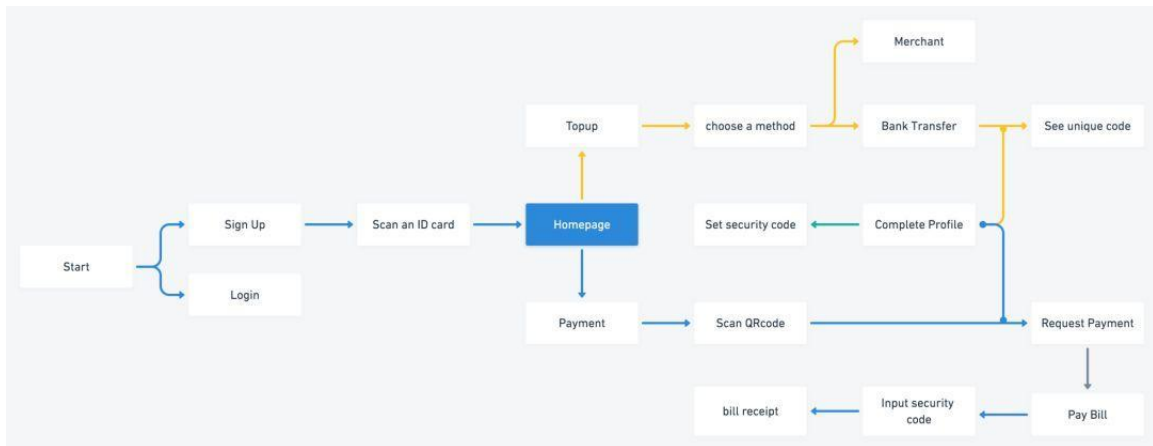 Merchant
Topup
choose a method
Bank Transfer
See unique code
Sign Up
Scan an ID card
Homepage
Set security code
Complete Profile
Start
Login
Payment
Scan QRcode
Request Payment
bill receipt
Input security
code
Pay Bill